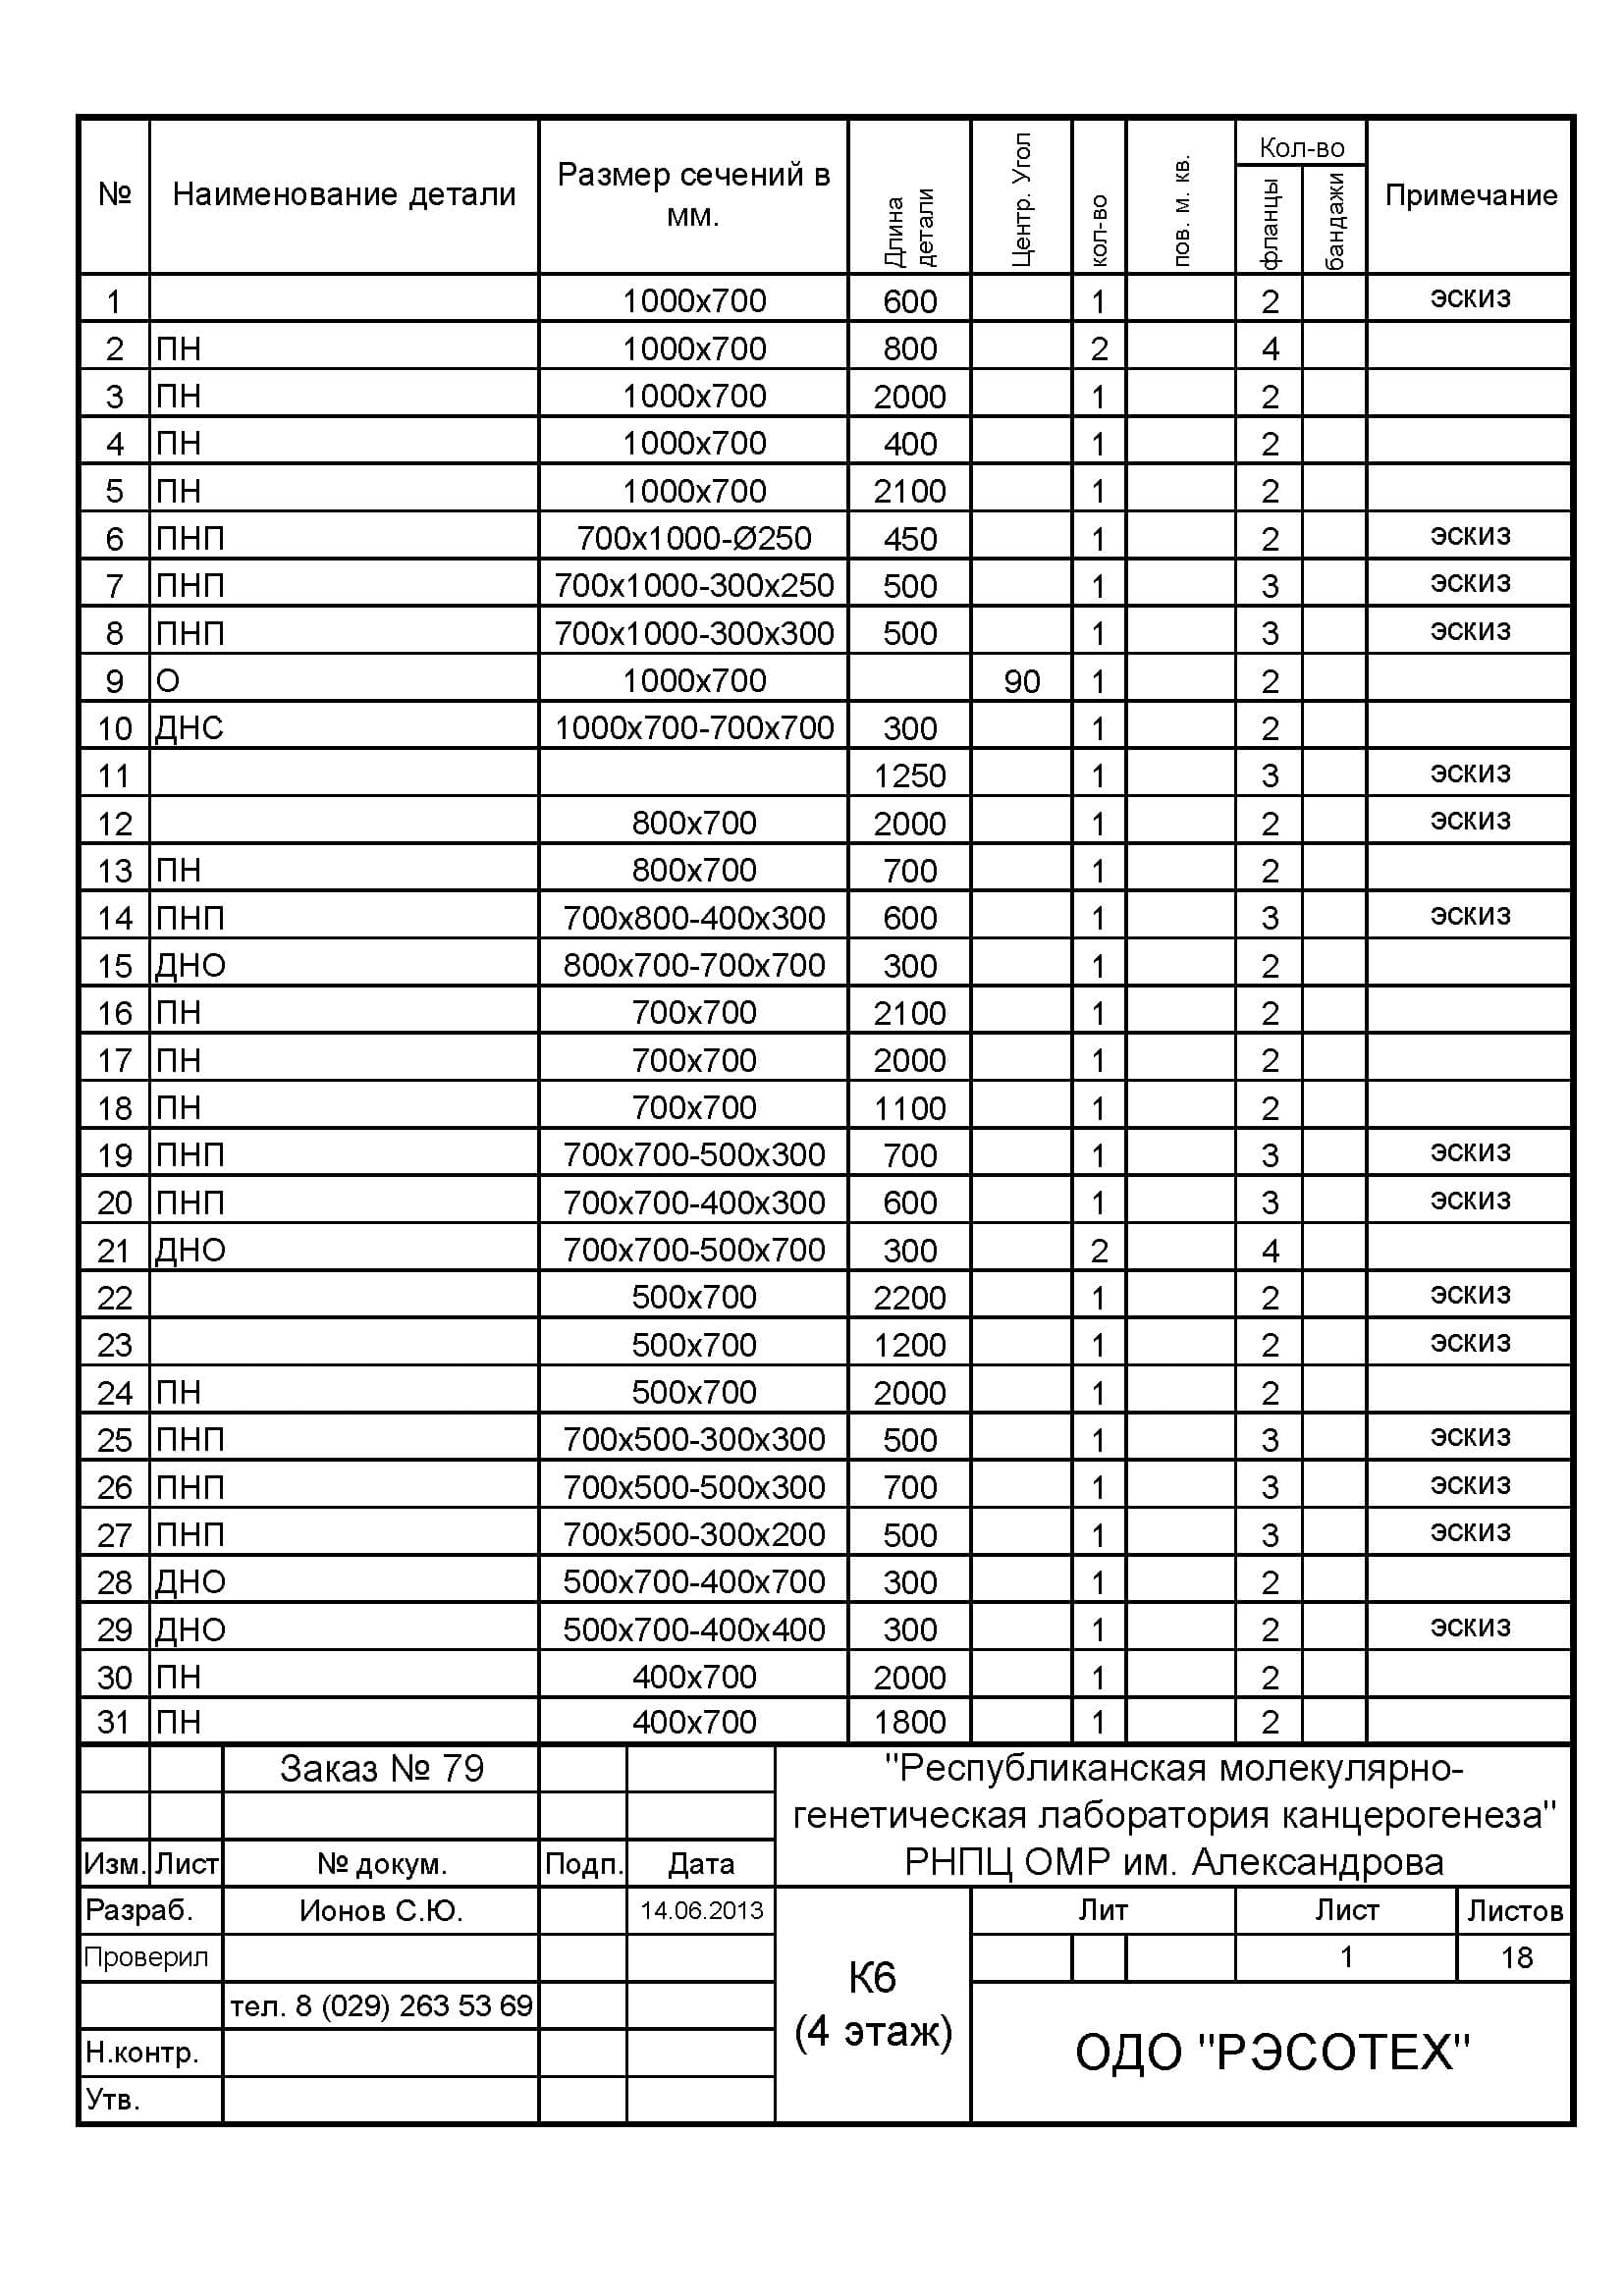 № Наименование детали Размер сечений в мм. Длина детали Центр. Угол кол-во пов. м. кв. Кол-во фланцы бандажи Примечание
1 1000x700 600 1 2 эскиз
2 ПН 1000x700 800 2 4
3 ПН 1000x700 2000 1 2
4 ПН 1000x700 400 1 2
5 ПН 1000x700 2100 1 2
6 ПНП 700x1000-Ø250 450 1 2 эскиз
7 ПНП 700x1000-300x250 500 1 3 эскиз
8 ПНП 700x1000-300x300 500 1 3 эскиз
9 О 1000x700 90 1 2
10 ДНС 1000x700-700x700 300 1 2
11 1250 1 3 эскиз
12 800x700 2000 1 2 эскиз
13 ПН 800x700 700 1 2
14 ПНП 700x800-400x300 600 1 3 эскиз
15 ДНО 800x700-700x700 300 1 2
16 ПН 700x700 2100 1 2
17 ПН 700x700 2000 1 2
18 ПН 700x700 1100 1 2
19 ПНП 700x700-500x300 700 1 3 эскиз
20 ПНП 700x700-400x300 600 1 3 эскиз
21 ДНО 700x700-500x700 300 2 4
22 500x700 2200 1 2 эскиз
23 500x700 1200 1 2 эскиз
24 ПН 500x700 2000 1 2
25 ПНП 700x500-300x300 500 1 3 эскиз
26 ПНП 700x500-500x300 700 1 3 эскиз
27 ПНП 700x500-300x200 500 1 3 эскиз
28 ДНО 500x700-400x700 300 1 2
29 ДНО 500x700-400x400 300 1 2 эскиз
30 ПН 400x700 2000 1 2
31 ПН 400x700 1800 1 2
Заказ № 79
"Республиканская молекулярно-
генетическая лаборатория канцерогенеза"
РНПЦ ОМР им. Александрова
Изм. Лист № докум. Подп. Дата
Разраб. Ионов С.Ю. 14.06.2013
Проверил
тел. 8 (029) 263 53 69
Н.контр.
Утв.
К6
(4 этаж)
Лит Лист Листов
1 18
ОДО "РЭСОТЕХ"